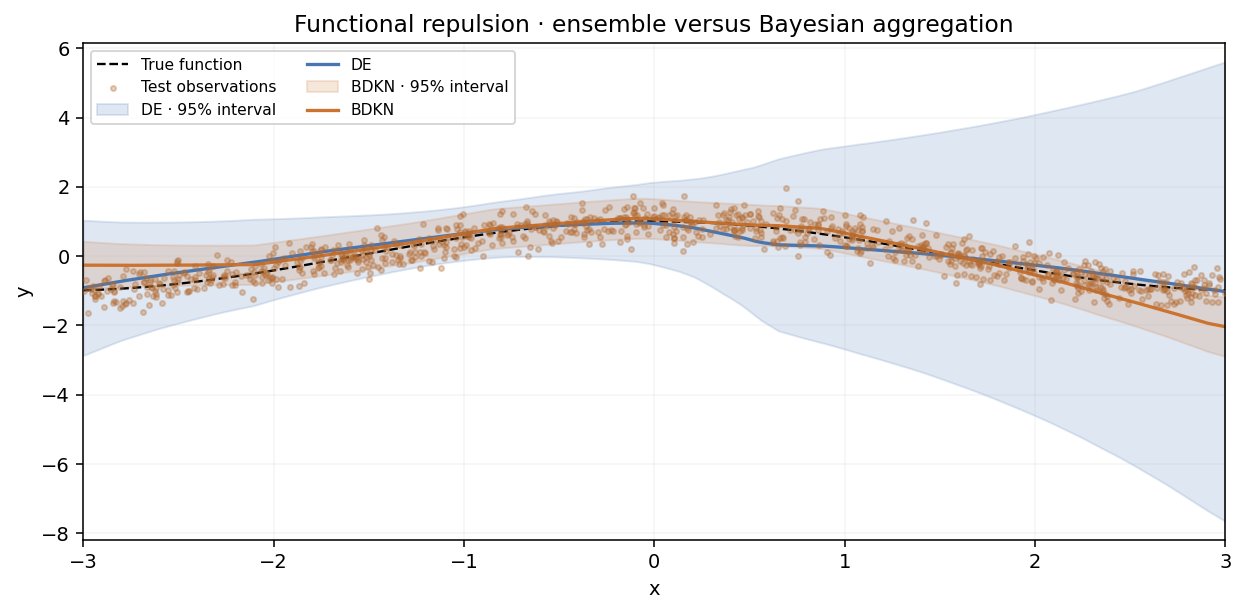 Functional repulsion · ensemble versus Bayesian aggregation
True function
Test observations
DE · 95% interval
DE
BDKN · 95% interval
BDKN
y
6
4
2
0
−2
−4
−6
−8
−3
−2
−1
0
1
2
3
x